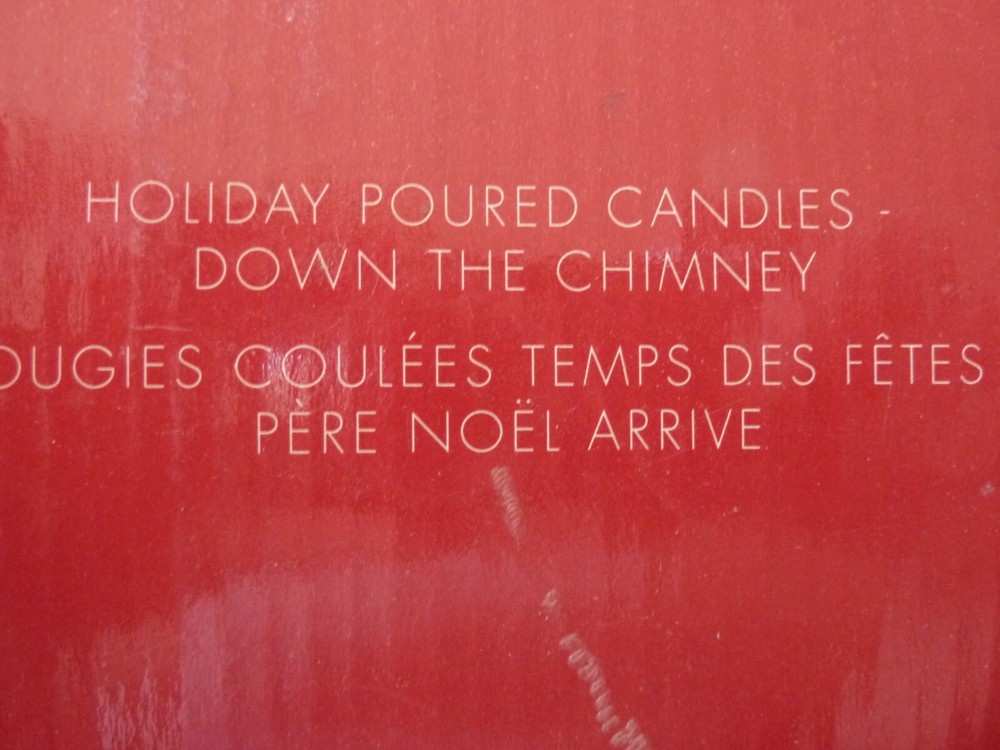 HOLIDAY POURED CANDLES -
DOWN THE CHIMNEY
OUGIES COULÉES TEMPS DES FÊTES
PÈRE NOËL ARRIVE